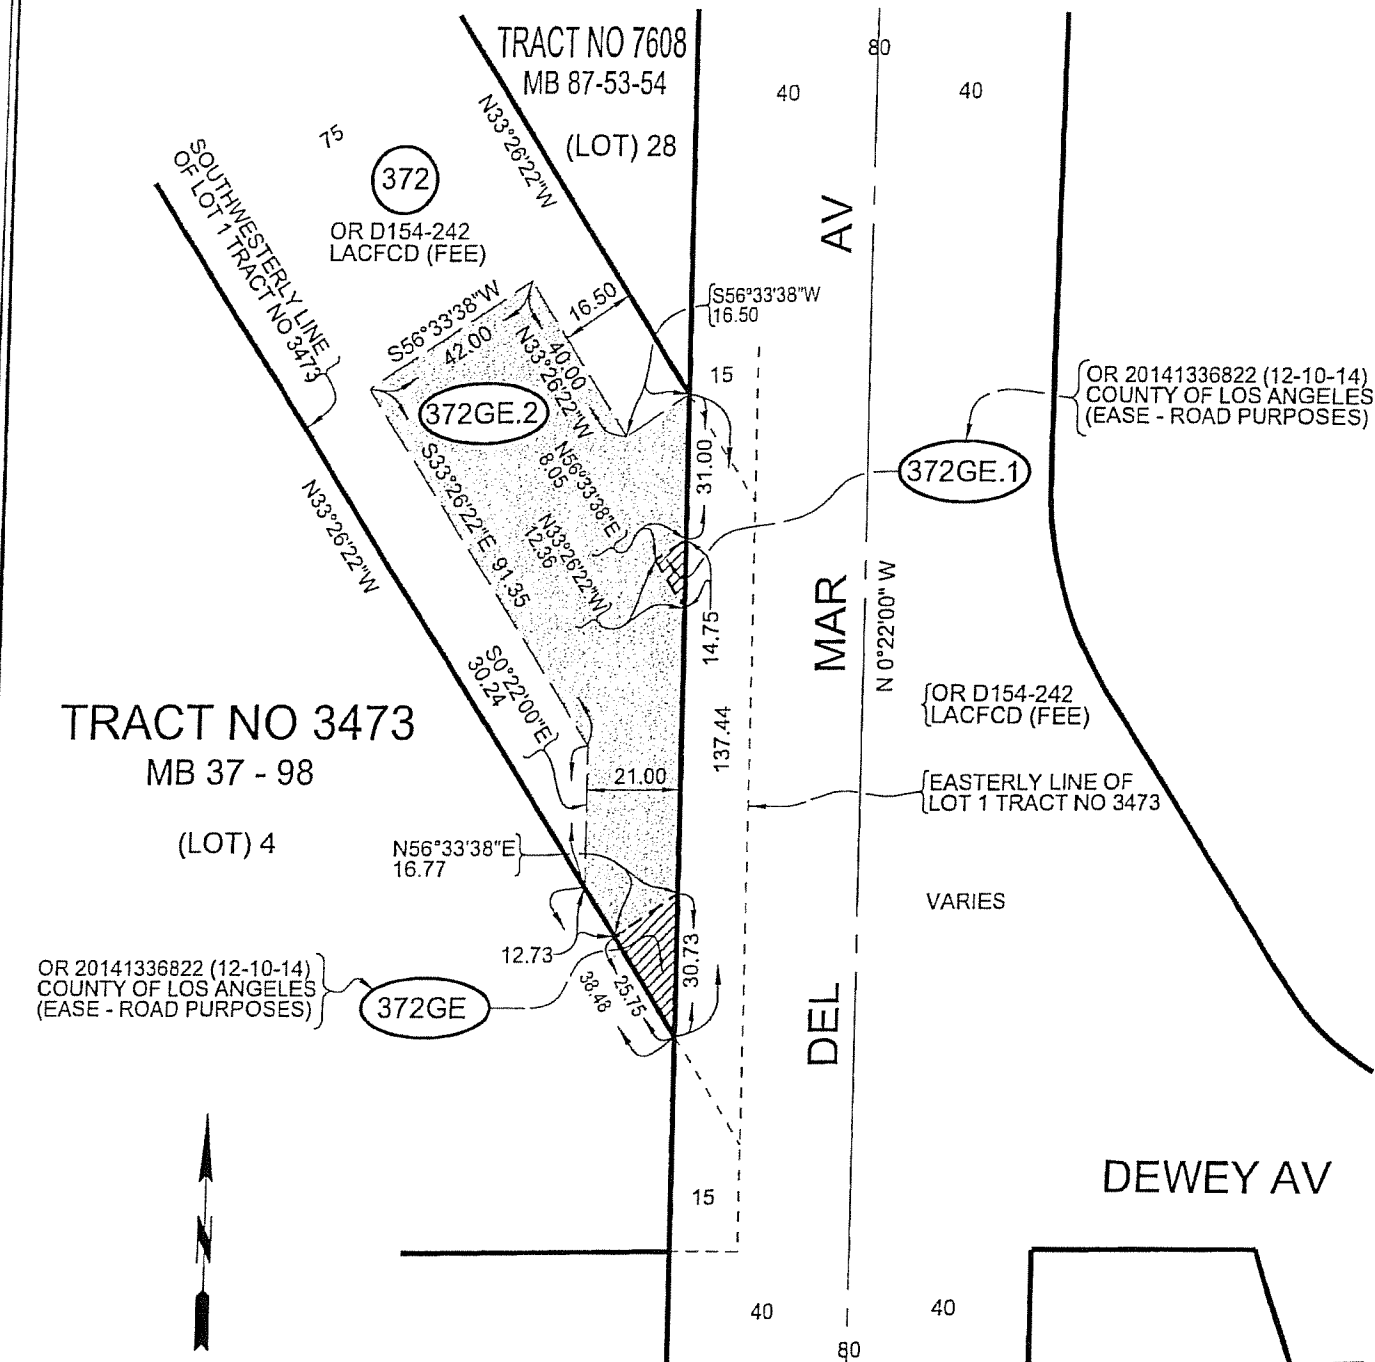 TRACT NO 7608
MB 87-53-54
(LOT) 28
N33°26'22"W
80
40
40
75
372
OR D154-242
LACFCD (FEE)
SOUTHWESTERLY LINE
OF LOT 1 TRACT NO 3473
AV
S56°33'38"W
42.00
16.50
S56°33'38"W
16.50
N33°26'22"W
40.00
15
OR 20141336822 (12-10-14)
COUNTY OF LOS ANGELES
(EASE - ROAD PURPOSES)
372GE.2
372GE.1
31.00
N56°33'38"E
8.05
S33°26'22"E 91.35
N33°26'22"W
12.36
N33°26'22"W
14.75
MAR
N 0°22'00" W
S0°22'00"E
30.24
TRACT NO 3473
MB 37 - 98
(LOT) 4
OR D154-242
LACFCD (FEE)
137.44
21.00
EASTERLY LINE OF
LOT 1 TRACT NO 3473
N56°33'38"E
16.77
VARIES
12.73
30.73
OR 20141336822 (12-10-14)
COUNTY OF LOS ANGELES
(EASE - ROAD PURPOSES)
372GE
25.75
38.48
DEL
N
DEWEY AV
15
40
40
80